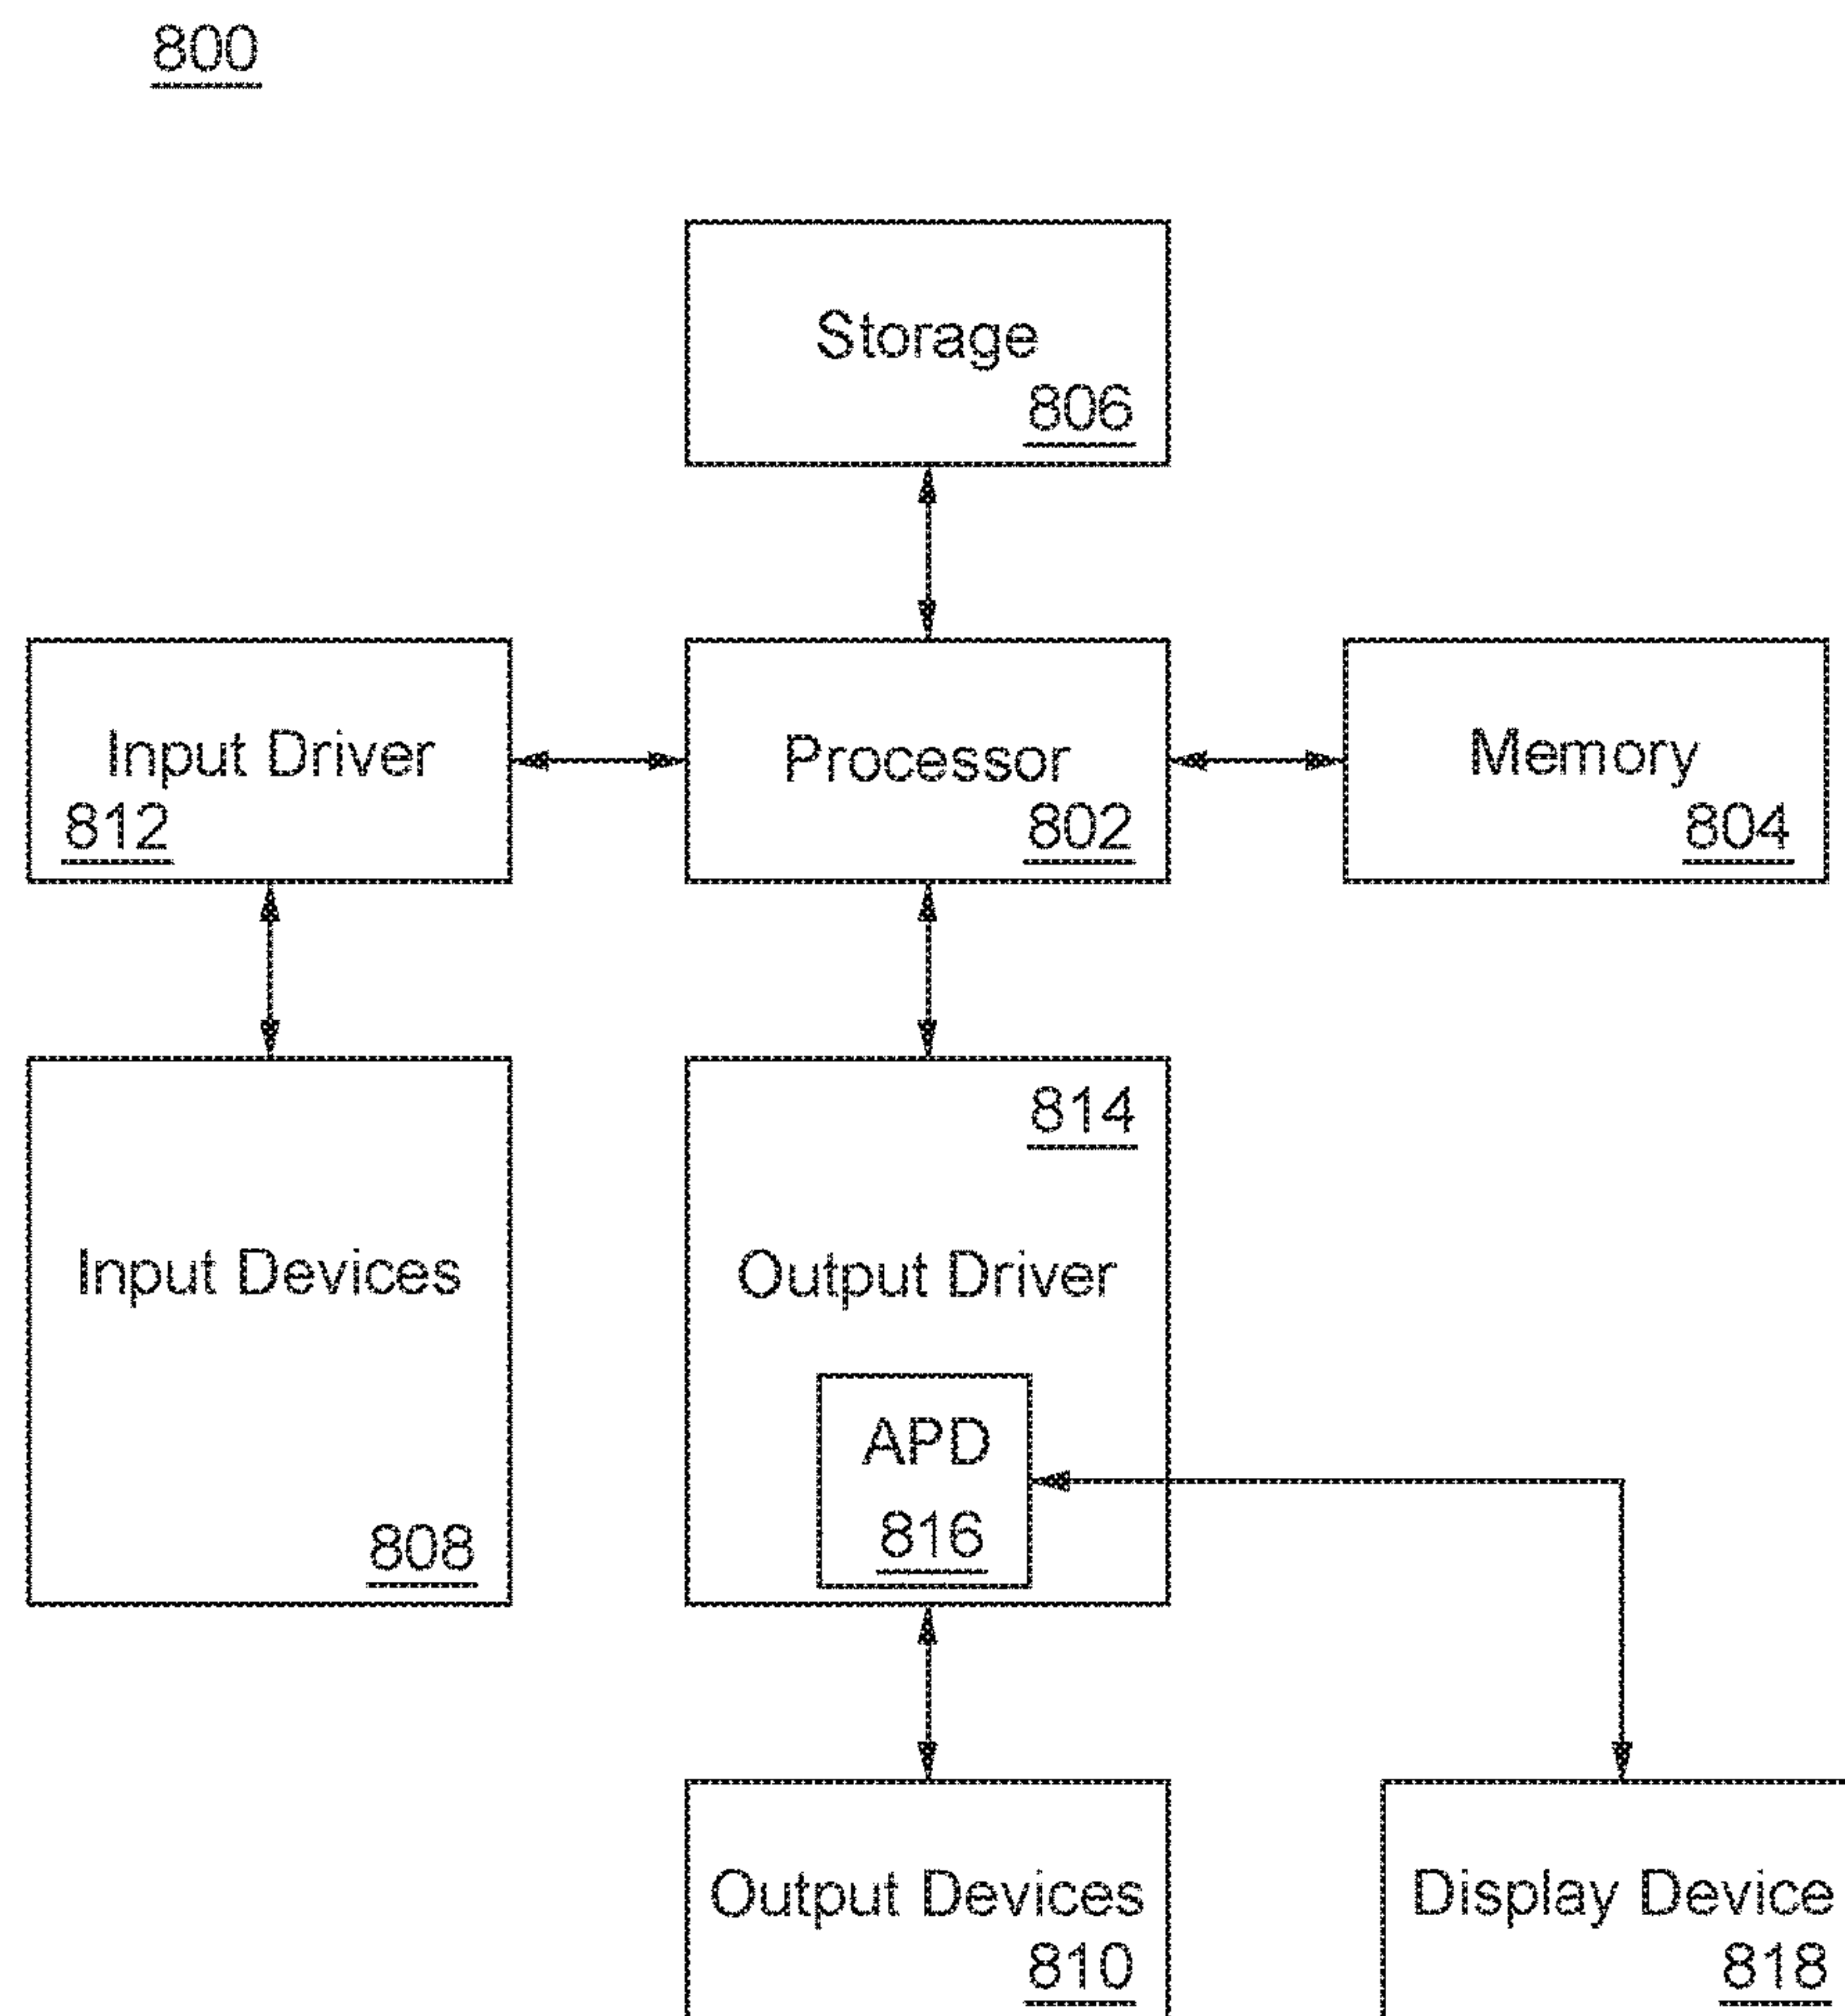 800
Storage
806
Input Driver
812
Processor
802
Memory
804
Input Devices
808
814
Output Driver
APD
816
Output Devices
810
Display Device
818